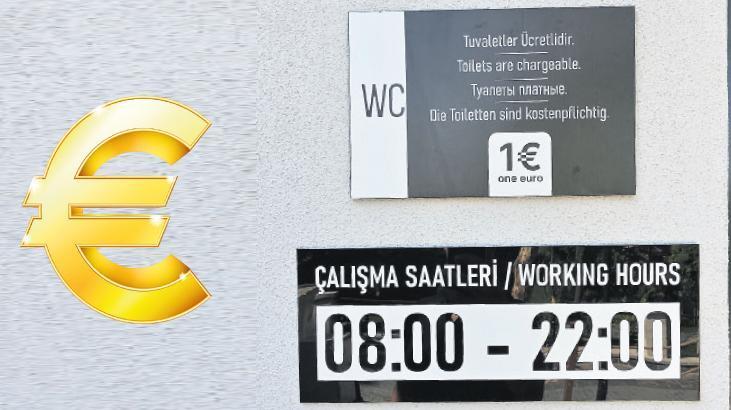 WC
Tuvaletler Ücretlidir.
Toilets are chargeable.
Туалеты платные.
Die Toiletten sind kostenpflichtig.
1€
one euro
ÇALIŞMA SAATLERİ / WORKING HOURS
08:00 - 22:00
€